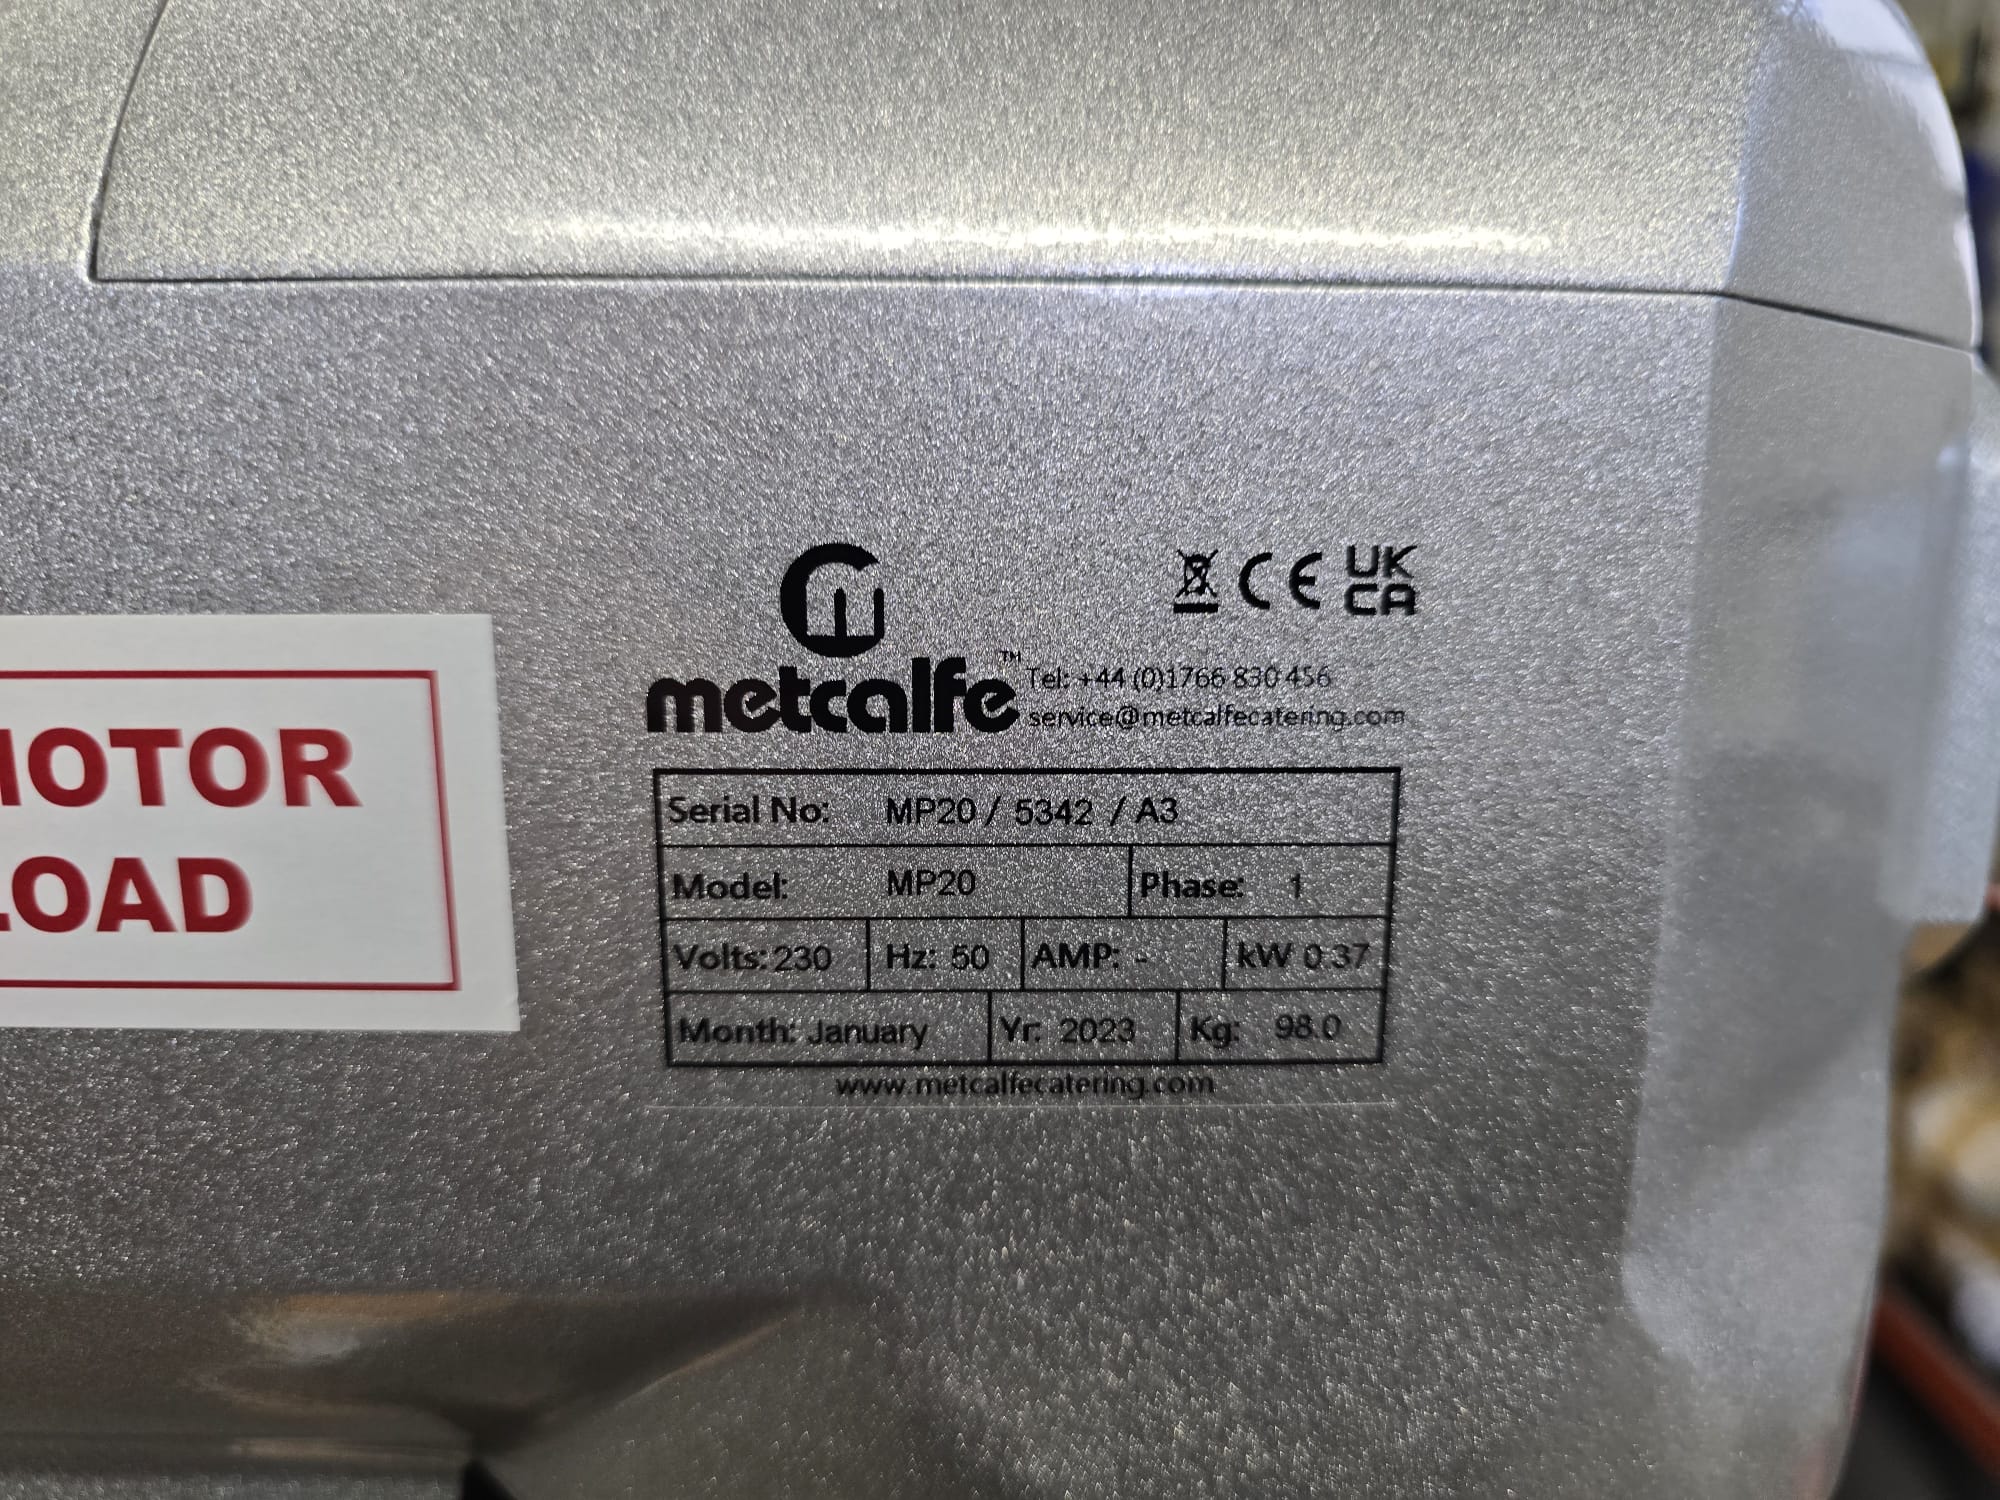 OTOR
LOAD
metcalfe™
UK
CA
Tel: +44 (0)1766 830 456
service@metcalfecatering.com
Serial No: MP20 / 5342 / A3
Model: MP20 Phase: 1
Volts: 230 Hz: 50 AMP: - kW 0.37
Month: January Yr: 2023 Kg: 98.0
www.metcalfecatering.com